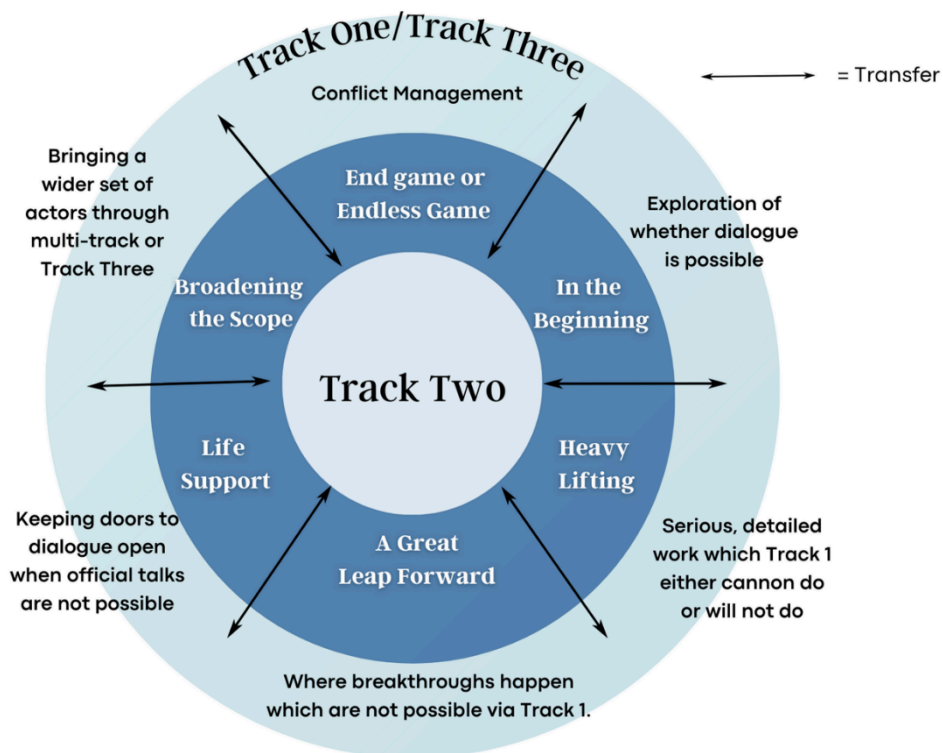 Track One/Track Three
= Transfer
Conflict Management
End game or
Endless Game
Bringing a
wider set of
actors through
multi-track or
Track Three
Exploration of
whether dialogue
is possible
Broadening
the Scope
In the
Beginning
Track Two
Life
Support
Heavy
Lifting
A Great
Leap Forward
Keeping doors to
dialogue open
when official talks
are not possible
Serious, detailed
work which Track 1
either cannon do
or will not do
Where breakthroughs happen
which are not possible via Track 1.